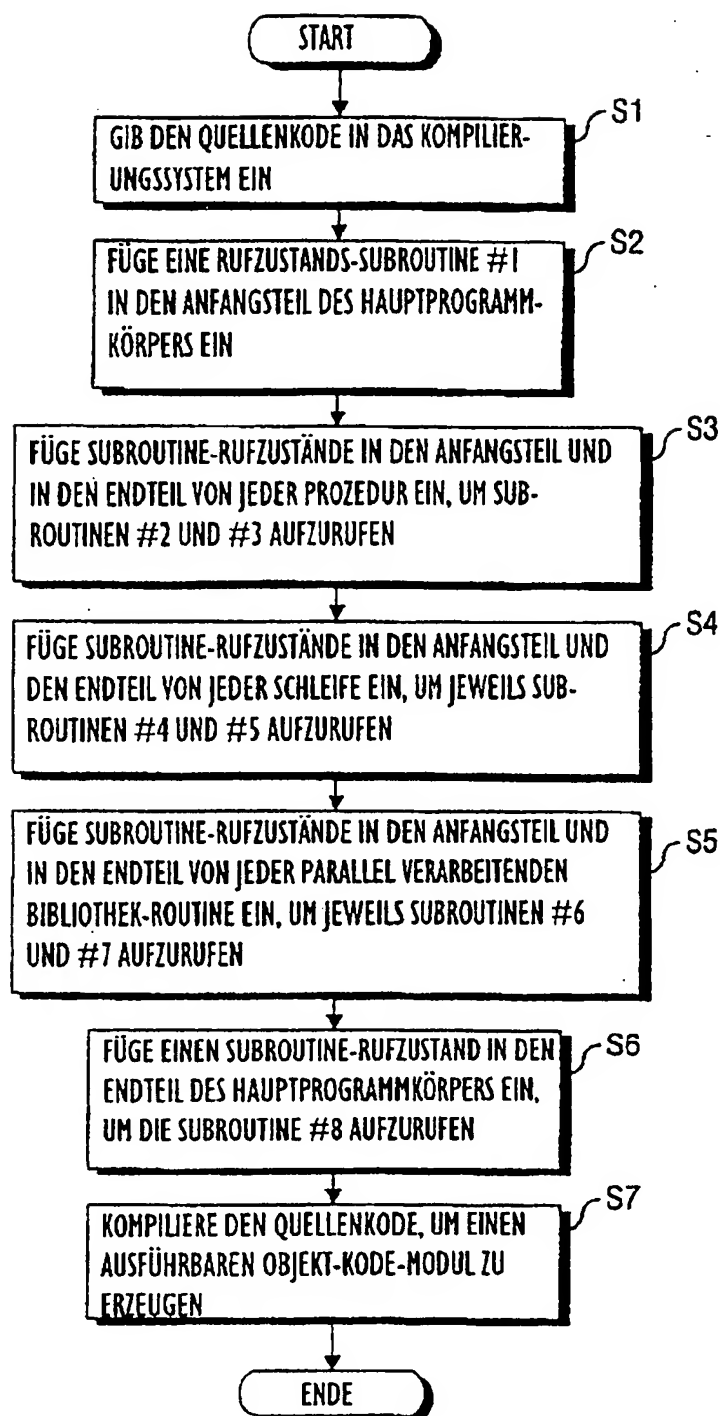 START
S1
GIB DEN QUELLENKODE IN DAS KOMPILIER-
UNGSSYSTEM EIN
S2
FÜGE EINE RUFZUSTANDS-SUBROUTINE #1
IN DEN ANFANGSTEIL DES HAUPTPROGRAMM-
KÖRPERS EIN
S3
FÜGE SUBROUTINE-RUFZUSTÄNDE IN DEN ANFANGSTEIL UND
IN DEN ENDTEIL VON JEDER PROZEDUR EIN, UM SUB-
ROUTINEN #2 UND #3 AUFZURUFEN
S4
FÜGE SUBROUTINE-RUFZUSTÄNDE IN DEN ANFANGSTEIL UND
DEN ENDTEIL VON JEDER SCHLEIFE EIN, UM JEWEILS SUB-
ROUTINEN #4 UND #5 AUFZURUFEN
S5
FÜGE SUBROUTINE-RUFZUSTÄNDE IN DEN ANFANGSTEIL UND
IN DEN ENDTEIL VON JEDER PARALLEL VERARBEITENDEN
BIBLIOTHEK-ROUTINE EIN, UM JEWEILS SUBROUTINEN #6
UND #7 AUFZURUFEN
S6
FÜGE EINEN SUBROUTINE-RUFZUSTAND IN DEN
ENDTEIL DES HAUPTPROGRAMMKÖRPERS EIN,
UM DIE SUBROUTINE #8 AUFZURUFEN
S7
KOMPILIERE DEN QUELLENKODE, UM EINEN
AUSFÜHRBAREN OBJEKT-KODE-MODUL ZU
ERZEUGEN
ENDE